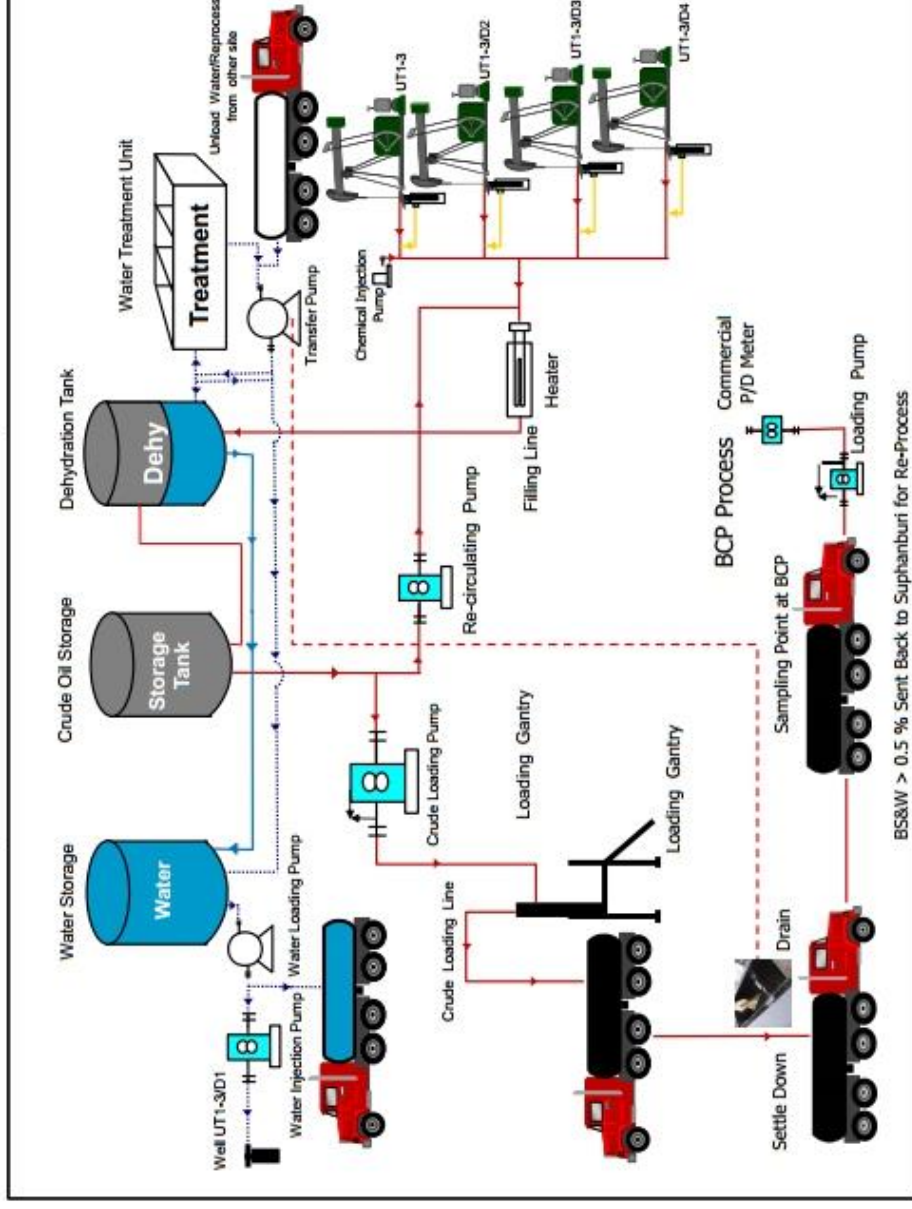 Water Storage
Crude Oil Storage
Dehydration Tank
Water Treatment Unit
Unload Water/Reprocess
from other site
Water
Storage
Tank
Dehy
Treatment
Transfer Pump
Well UT1-3/D1
Water Injection Pump
Water Loading Pump
Crude Loading Pump
Re-circulating Pump
Chemical Injection
Pump
UT1-3
UT1-3/D2
UT1-3/D3
UT1-3/D4
Filling Line
Heater
Crude Loading Line
Loading Gantry
Loading Gantry
BCP Process
Commercial
P/D Meter
Loading Pump
Settle Down
Drain
Sampling Point at BCP
BS&W > 0.5 % Sent Back to Suphanburi for Re-Process